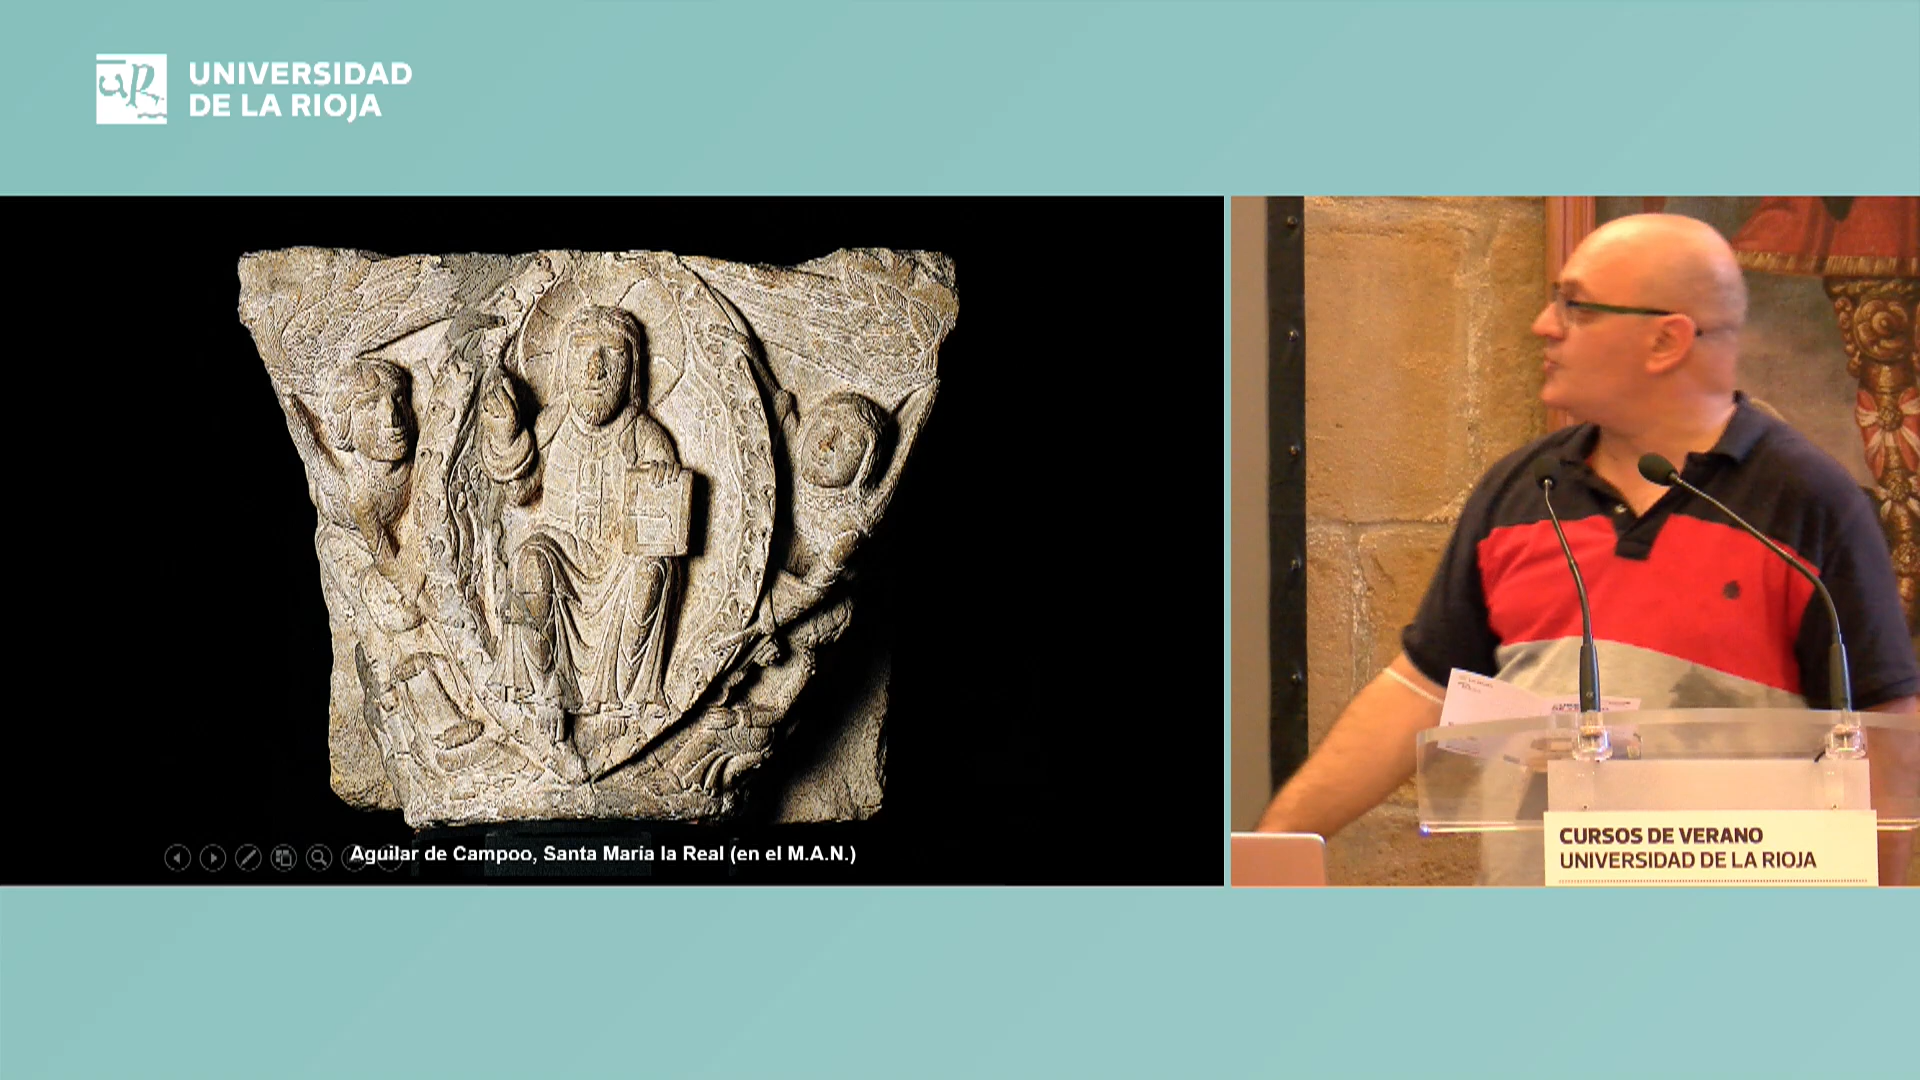 UNIVERSIDAD
DE LA RIOJA
Aguilar de Campoo, Santa María la Real (en el M.A.N.)
CURSOS DE VERANO
UNIVERSIDAD DE LA RIOJA